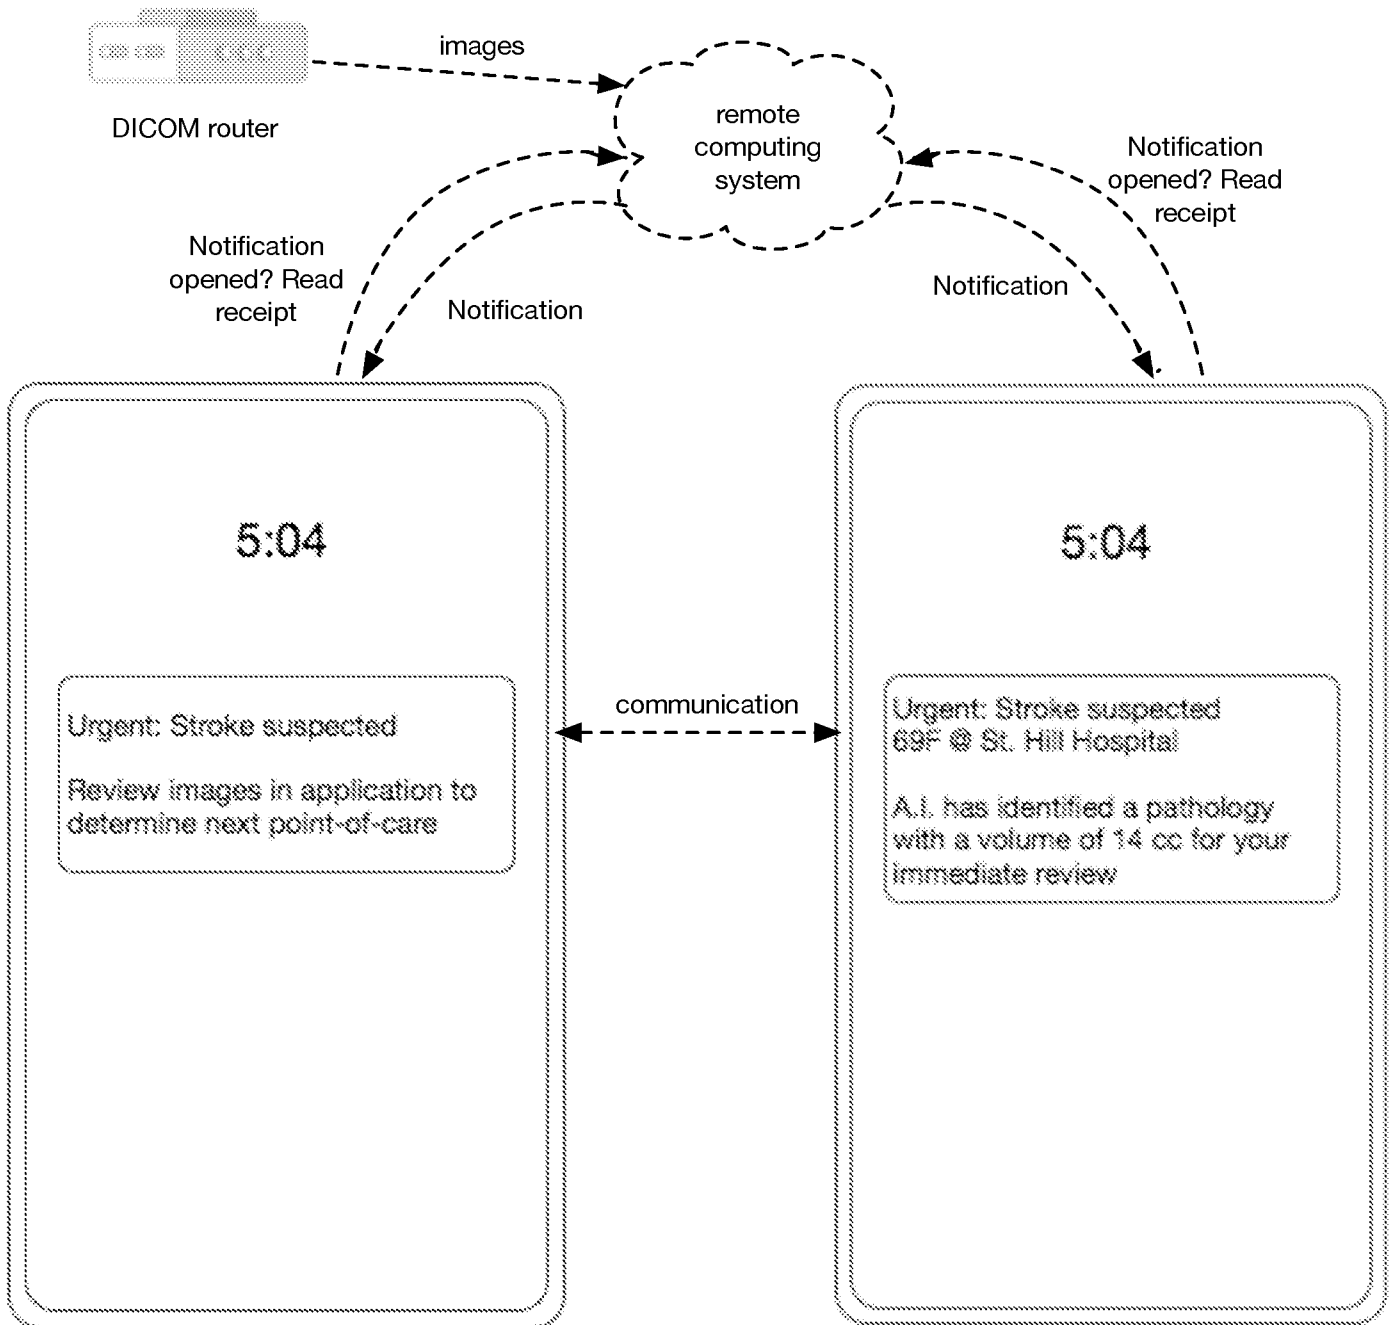 images
DICOM router
remote
computing
system
Notification
opened? Read
receipt
Notification
Notification
opened? Read
receipt
Notification
5:04
Urgent: Stroke suspected
Review images in application to
determine next point-of-care
communication
5:04
Urgent: Stroke suspected
69F @ St. Hill Hospital
A.I. has identified a pathology
with a volume of 14 cc for your
immediate review